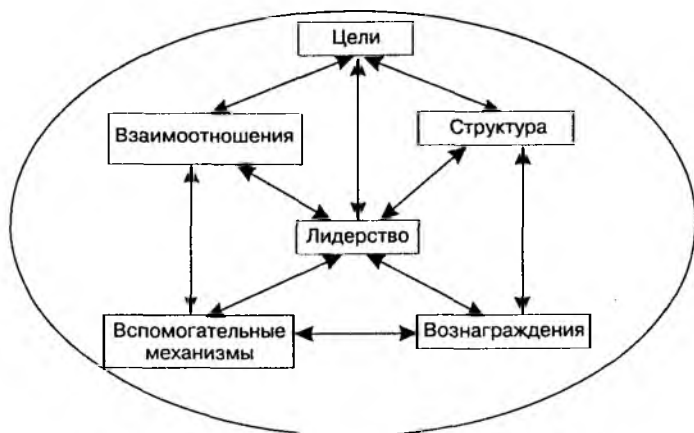 Цели
Взаимоотношения
Структура
Лидерство
Вспомогательные
механизмы
Вознаграждения